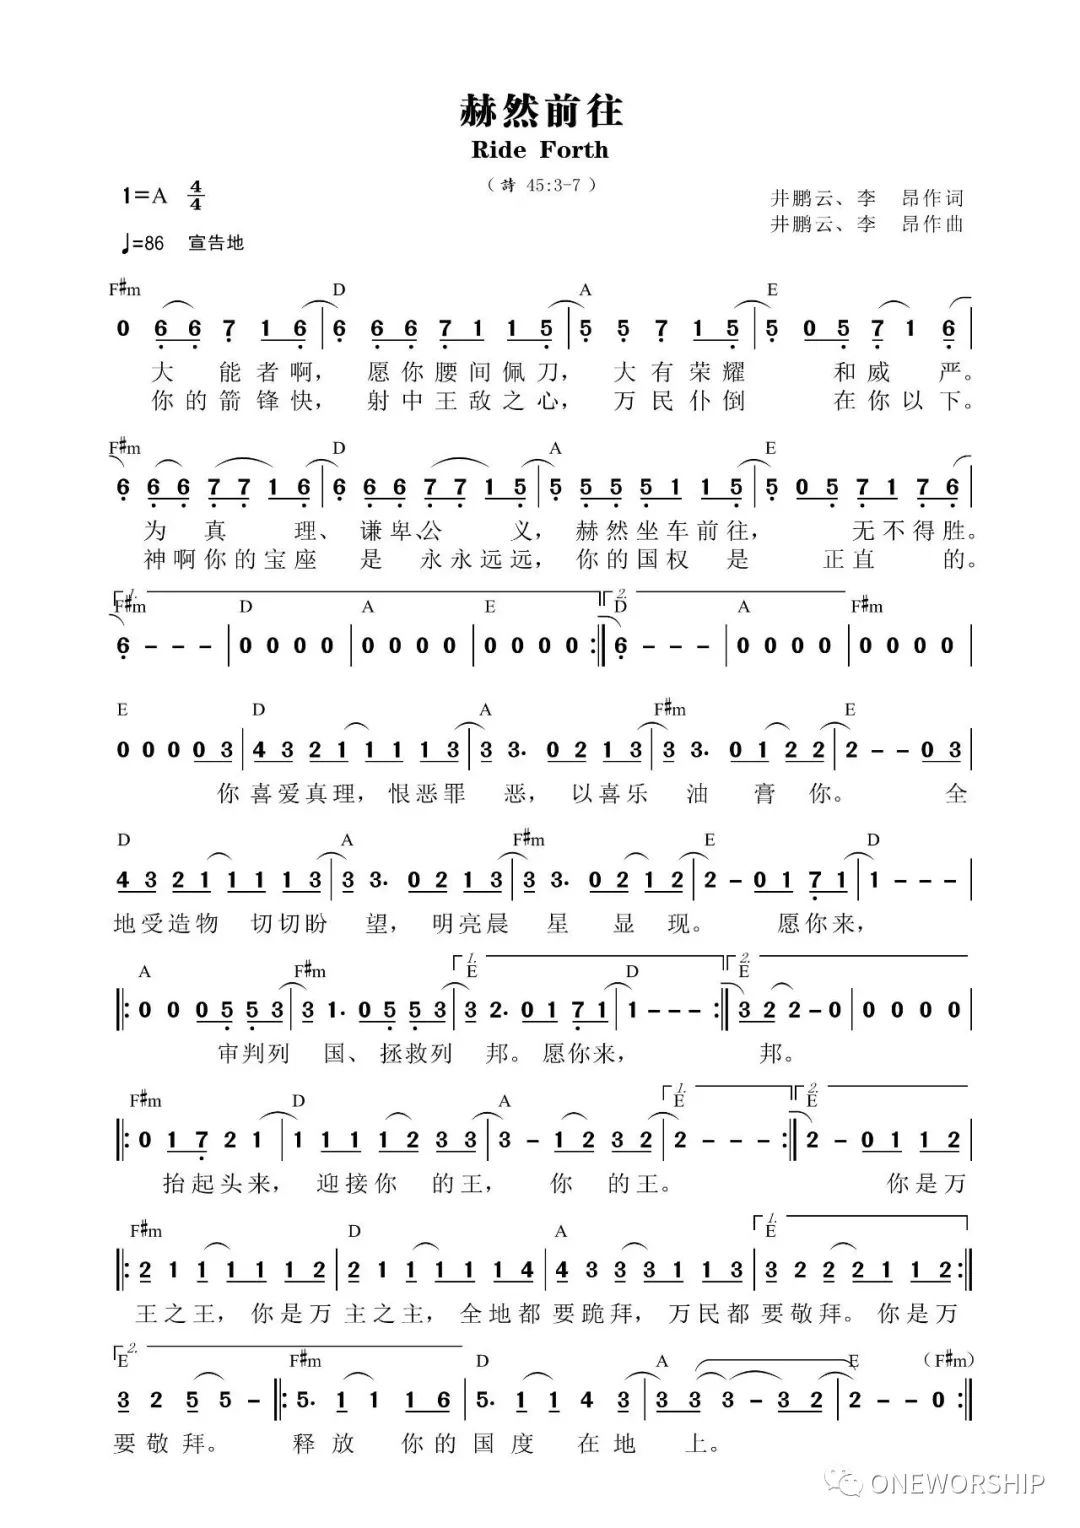 赫然前往
Ride Forth
（詩 45:3-7）
1=A 4/4
井鹏云、李 昂作词
♩=86 宣告地
井鹏云、李 昂作曲
F#m D A E
0 6 6 7 1 6 | 6 6 6 7 1 1 5 | 5 5 7 1 5 | 5 0 5 7 1 6 |
大 能者啊， 愿你腰间佩刀， 大有荣耀 和威 严。
你的箭锋快， 射中王敌之心， 万民仆倒 在你以下。
F#m D A E
6 6 6 7 7 1 6 | 6 6 6 7 7 1 5 | 5 5 5 5 1 1 5 | 5 0 5 7 1 7 6 |
为 真 理、 谦卑、公 义， 赫然坐车前往， 无不得胜。
神啊你的宝座 是 永永远远， 你的国权 是 正直 的。
1. 2.
F#m D A E D A F#m
6 - - - | 0 0 0 0 | 0 0 0 0 | 0 0 0 0 :‖ 6 - - - | 0 0 0 0 | 0 0 0 0 |
E D A F#m E
0 0 0 0 3 | 4 3 2 1 1 1 1 3 | 3 3. 0 2 1 3 | 3 3. 0 1 2 2 | 2 - - 0 3 |
你喜爱真理， 恨恶罪 恶， 以喜乐 油 膏 你。 全
D A F#m E D
4 3 2 1 1 1 1 3 | 3 3. 0 2 1 3 | 3 3. 0 2 1 2 | 2 - 0 1 7 1 | 1 - - - |
地受造物 切切盼 望， 明亮晨 星 显 现。 愿你来，
1. 2.
A F#m E D E
‖: 0 0 0 5 5 3 | 3 1. 0 5 5 3 | 3 2. 0 1 7 1 | 1 - - - :‖ 3 2 2 - 0 | 0 0 0 0 |
审判列 国、 拯救列 邦。愿你来， 邦。
1. 2.
F#m D A E E
‖: 0 1 7 2 1 | 1 1 1 1 2 3 3 | 3 - 1 2 3 2 | 2 - - - :‖ 2 - 0 1 1 2 |
抬起头来， 迎接你 的王， 你 的王。 你是万
1.
F#m D A E
‖: 2 1 1 1 1 1 2 | 2 1 1 1 1 1 4 | 4 3 3 3 1 1 3 | 3 2 2 2 1 1 2 :‖
王之王， 你是万主之主， 全地都要跪拜， 万民都要敬拜。你是万
2.
E F#m D A E （F#m）
3 2 5 5 - ‖: 5. 1 1 1 6 | 5. 1 1 4 3 | 3 3 3 - 3 2 | 2 - - 0 :‖
要敬拜。 释放 你的国度 在地 上。
ONEWORSHIP